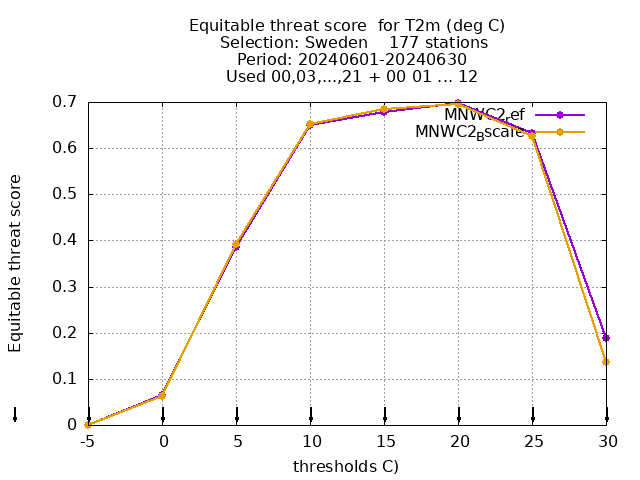 Equitable threat score  for T2m (deg C)
Selection: Sweden    177 stations
Period: 20240601-20240630
Used 00,03,...,21 + 00 01 ... 12
Equitable threat score
0.7
0.6
0.5
0.4
0.3
0.2
0.1
0
MNWC2_ref
MNWC2_Bscale
-5
0
5
10
15
20
25
30
thresholds C)